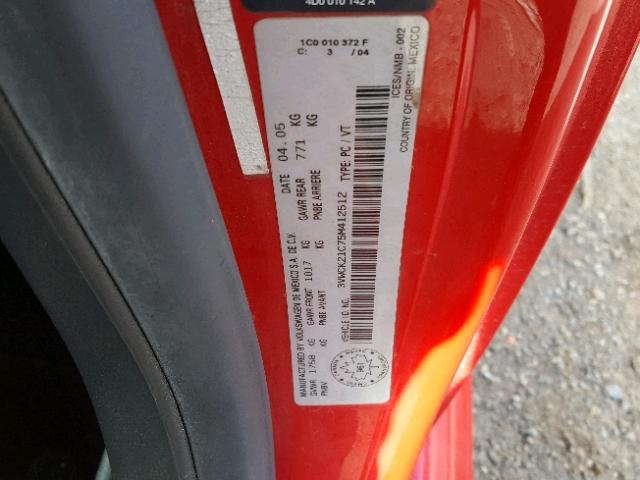 4D0 010 142 A
1C0 010 372 F
C: 3 / 04
MANUFACTURED BY VOLKSWAGEN DE MEXICO S.A. DE C.V. DATE 04.05
GVWR 1758 KG GAWR FRONT 1017 KG GAWR REAR 771 KG
PNBV PNBE AVANT PNBE ARRIERE
VEHICLE I.D. NO. 3VWCK21C75M412512 TYPE: PC / VT
ICES/NMB - 002
COUNTRY OF ORIGIN: MEXICO